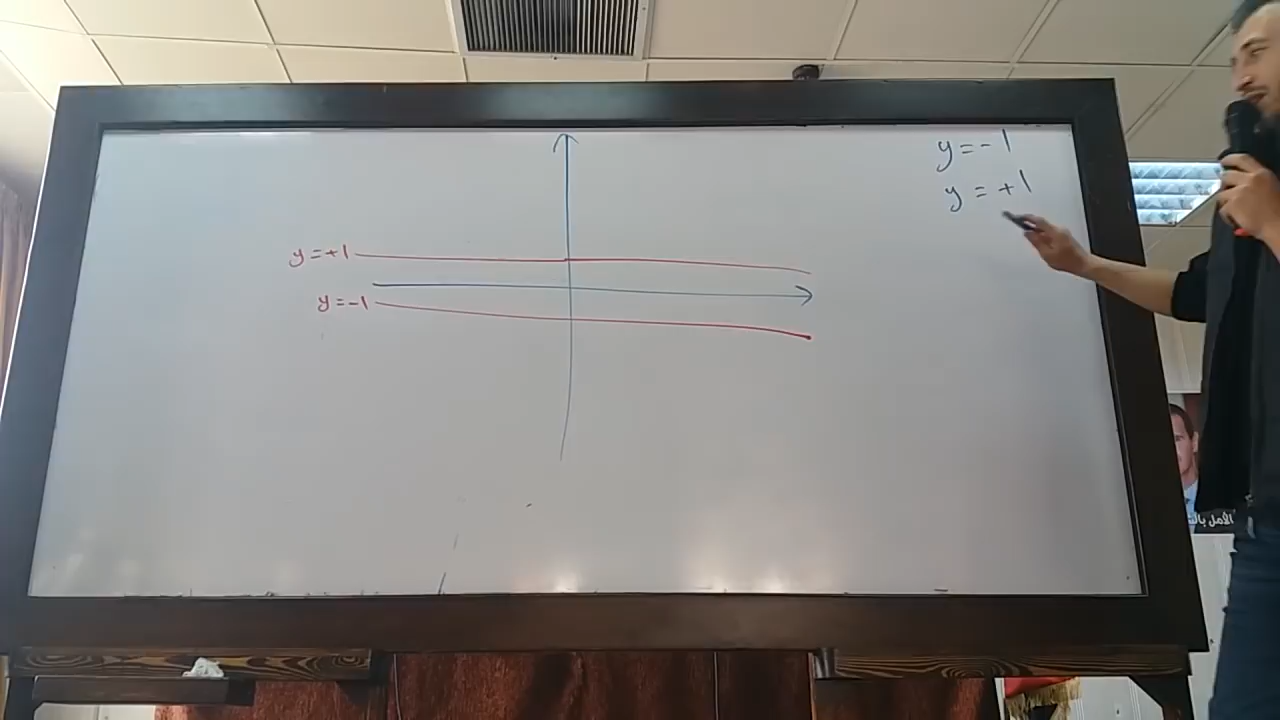 y = -1
y = +1
y = +1
y = -1
الأمل بال